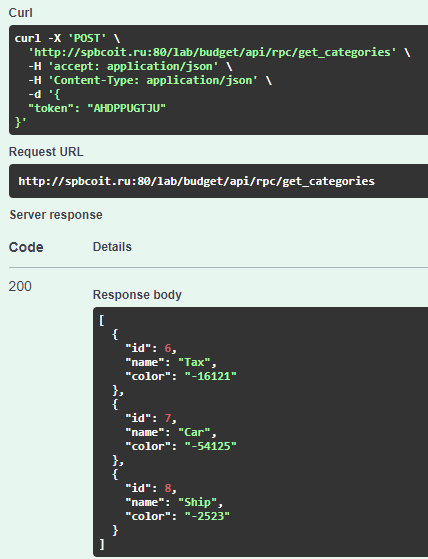 Curl
curl -X 'POST' \
'http://spbcoit.ru:80/lab/budget/api/rpc/get_categories' \
-H 'accept: application/json' \
-H 'Content-Type: application/json' \
-d '{
"token": "AHDPPUGTJU"
}'
Request URL
http://spbcoit.ru:80/lab/budget/api/rpc/get_categories
Server response
Code Details
200
Response body
[
{
"id": 6,
"name": "Tax",
"color": "-16121"
},
{
"id": 7,
"name": "Car",
"color": "-54125"
},
{
"id": 8,
"name": "Ship",
"color": "-2523"
}
]